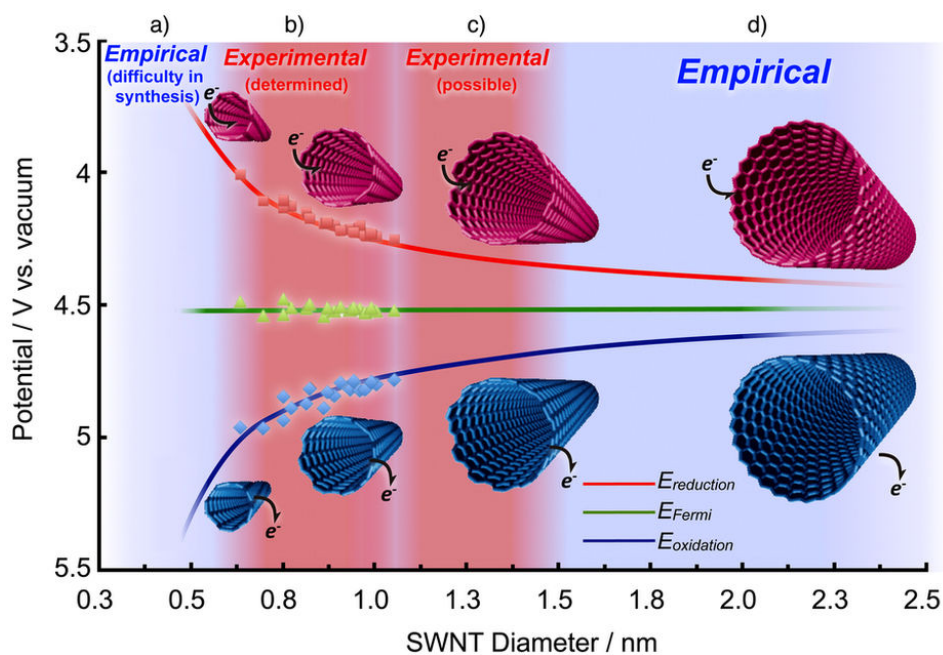 a)
b)
c)
d)
Empirical
(difficulty in
synthesis)
Experimental
(determined)
Experimental
(possible)
Empirical
3.5
4
4.5
5
5.5
Potential / V vs. vacuum
e-
e-
e-
e-
e-
e-
e-
e-
Ereduction
EFermi
Eoxidation
0.3
0.5
0.8
1.0
1.3
1.5
1.8
2.0
2.3
2.5
SWNT Diameter / nm